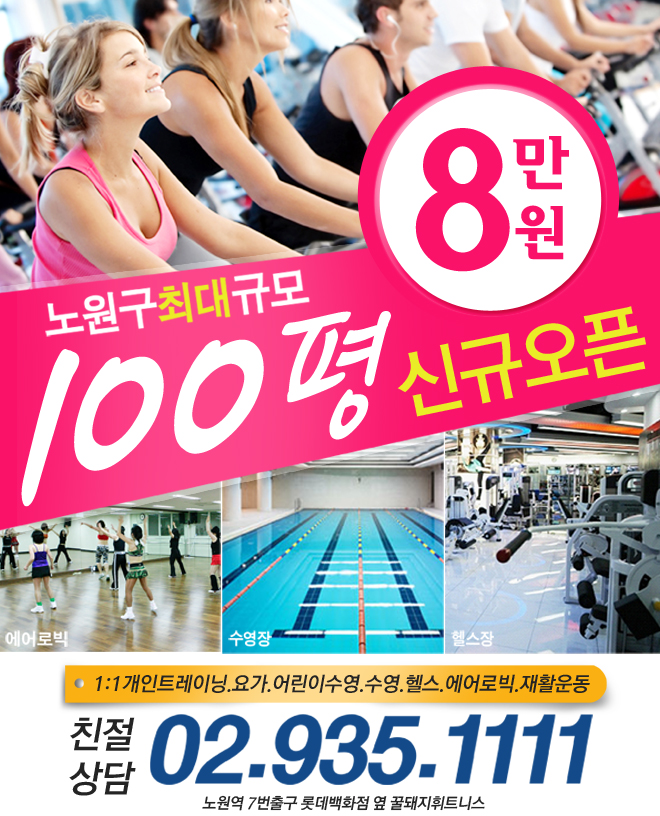 8만원
노원구최대규모
100평 신규오픈
에어로빅
수영장
헬스장
1:1개인트레이닝.요가.어린이수영.수영.헬스.에어로빅.재활운동
친절
상담
02.935.1111
노원역 7번출구 롯데백화점 옆 꿀돼지휘트니스